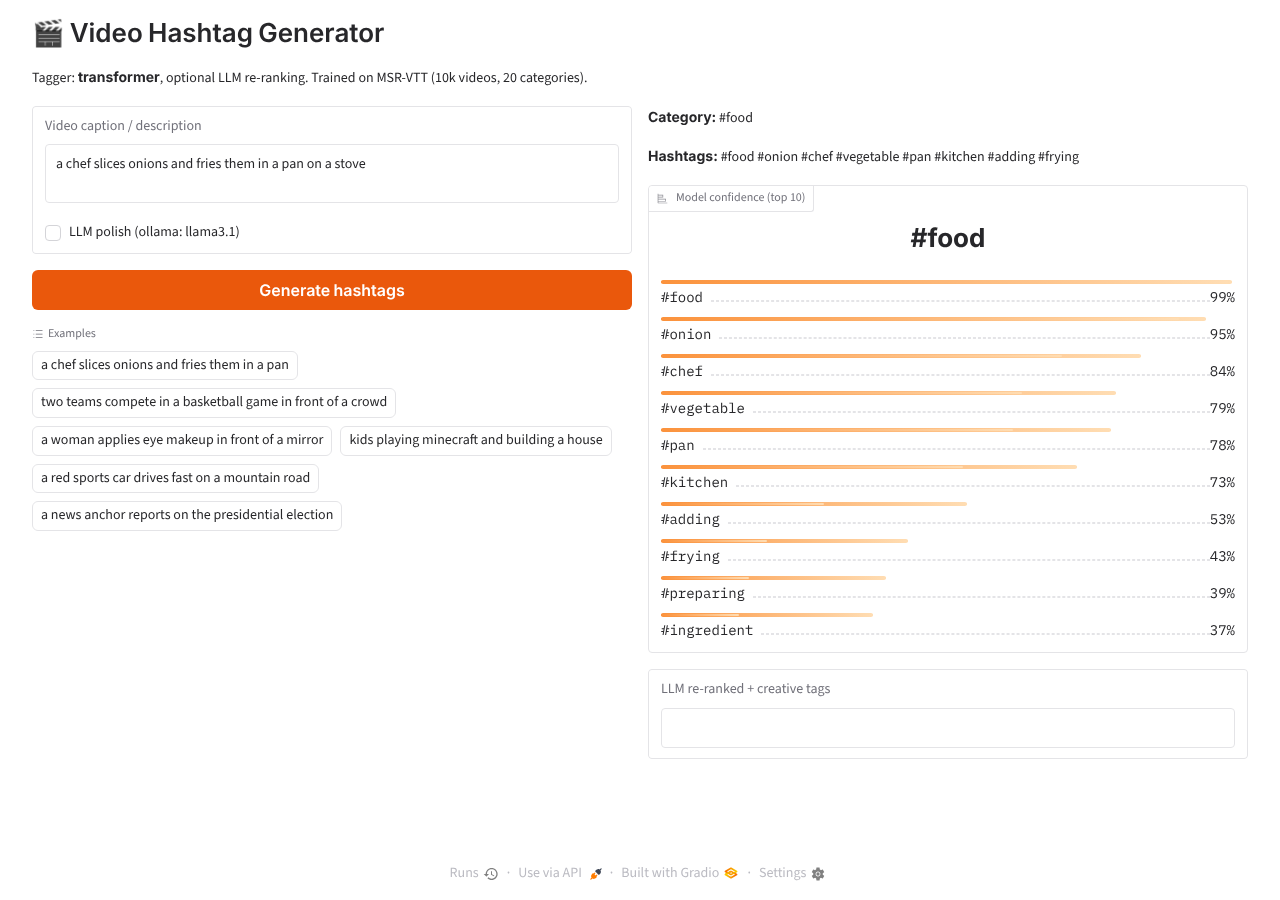 🎬 Video Hashtag Generator
Tagger: transformer, optional LLM re-ranking. Trained on MSR-VTT (10k videos, 20 categories).
Video caption / description
a chef slices onions and fries them in a pan on a stove
LLM polish (ollama: llama3.1)
Generate hashtags
Examples
a chef slices onions and fries them in a pan
two teams compete in a basketball game in front of a crowd
a woman applies eye makeup in front of a mirror
kids playing minecraft and building a house
a red sports car drives fast on a mountain road
a news anchor reports on the presidential election
Category: #food
Hashtags: #food #onion #chef #vegetable #pan #kitchen #adding #frying
Model confidence (top 10)
#food
#food 99%
#onion 95%
#chef 84%
#vegetable 79%
#pan 78%
#kitchen 73%
#adding 53%
#frying 43%
#preparing 39%
#ingredient 37%
LLM re-ranked + creative tags
Runs · Use via API · Built with Gradio · Settings